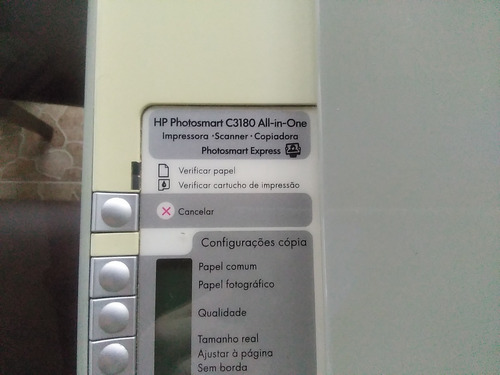 HP Photosmart C3180 All-in-One
Impressora · Scanner · Copiadora
Photosmart Express
Verificar papel
Verificar cartucho de impressão
Cancelar
Configurações cópia
Papel comum
Papel fotográfico
Qualidade
Tamanho real
Ajustar à página
Sem borda